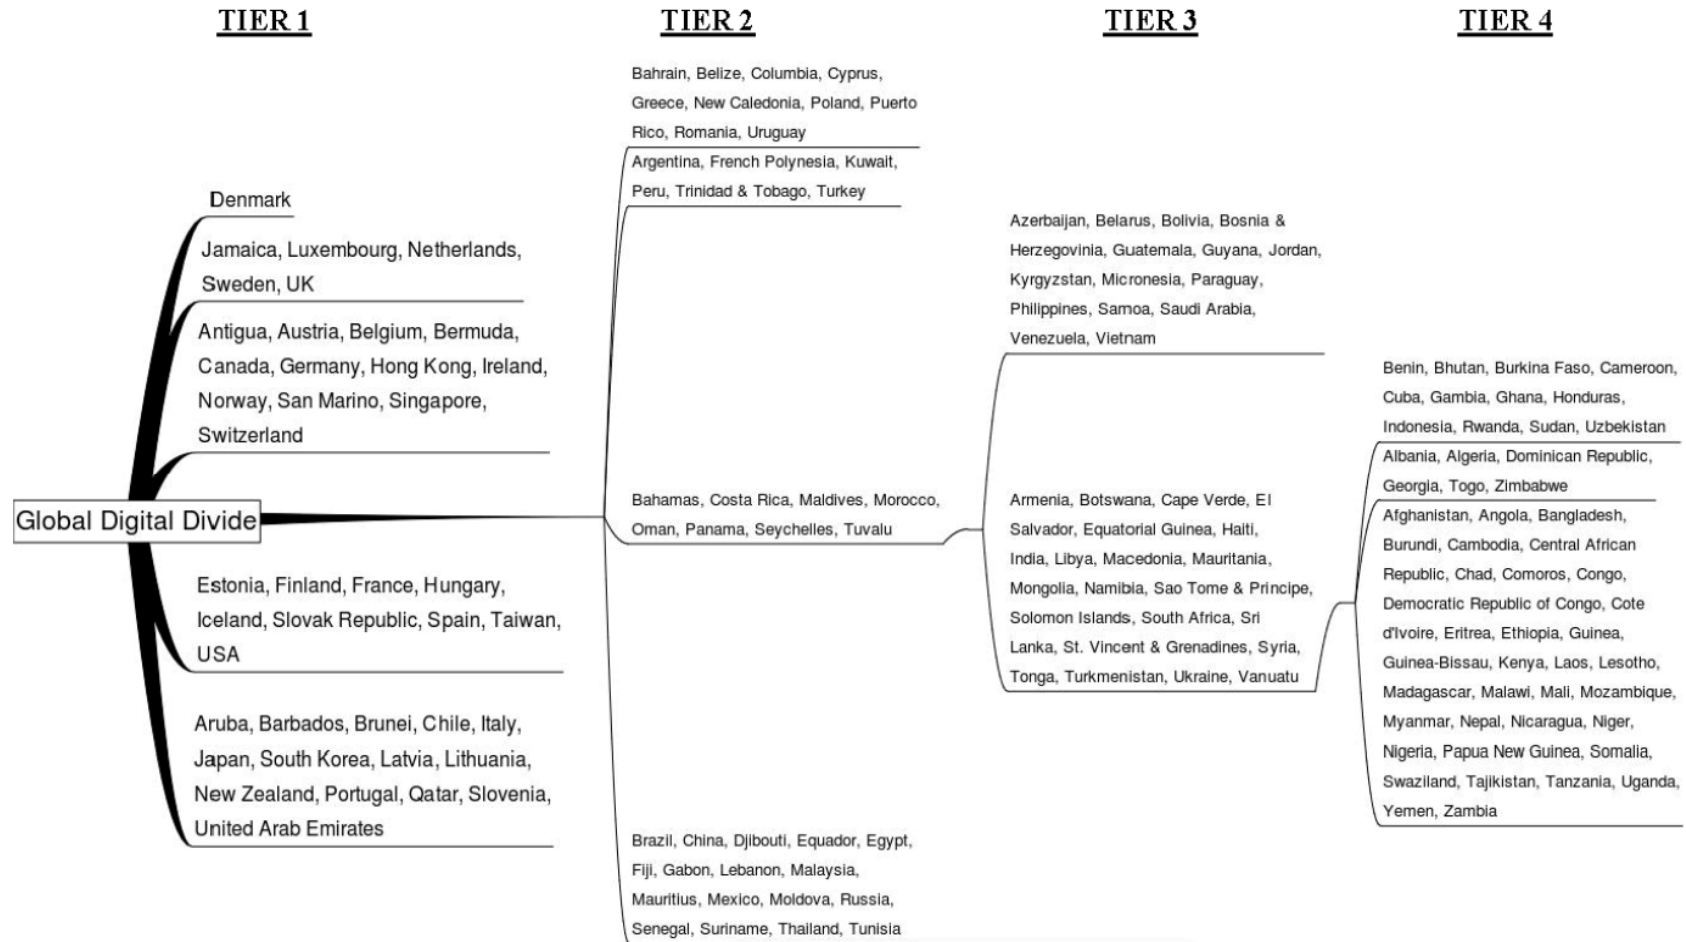 TIER 1
TIER 2
TIER 3
TIER 4
Global Digital Divide
Denmark
Jamaica, Luxembourg, Netherlands,
Sweden, UK
Antigua, Austria, Belgium, Bermuda,
Canada, Germany, Hong Kong, Ireland,
Norway, San Marino, Singapore,
Switzerland
Estonia, Finland, France, Hungary,
Iceland, Slovak Republic, Spain, Taiwan,
USA
Aruba, Barbados, Brunei, Chile, Italy,
Japan, South Korea, Latvia, Lithuania,
New Zealand, Portugal, Qatar, Slovenia,
United Arab Emirates
Bahrain, Belize, Columbia, Cyprus,
Greece, New Caledonia, Poland, Puerto
Rico, Romania, Uruguay
Argentina, French Polynesia, Kuwait,
Peru, Trinidad & Tobago, Turkey
Bahamas, Costa Rica, Maldives, Morocco,
Oman, Panama, Seychelles, Tuvalu
Brazil, China, Djibouti, Equador, Egypt,
Fiji, Gabon, Lebanon, Malaysia,
Mauritius, Mexico, Moldova, Russia,
Senegal, Suriname, Thailand, Tunisia
Azerbaijan, Belarus, Bolivia, Bosnia &
Herzegovinia, Guatemala, Guyana, Jordan,
Kyrgyzstan, Micronesia, Paraguay,
Philippines, Samoa, Saudi Arabia,
Venezuela, Vietnam
Armenia, Botswana, Cape Verde, El
Salvador, Equatorial Guinea, Haiti,
India, Libya, Macedonia, Mauritania,
Mongolia, Namibia, Sao Tome & Principe,
Solomon Islands, South Africa, Sri
Lanka, St. Vincent & Grenadines, Syria,
Tonga, Turkmenistan, Ukraine, Vanuatu
Benin, Bhutan, Burkina Faso, Cameroon,
Cuba, Gambia, Ghana, Honduras,
Indonesia, Rwanda, Sudan, Uzbekistan
Albania, Algeria, Dominican Republic,
Georgia, Togo, Zimbabwe
Afghanistan, Angola, Bangladesh,
Burundi, Cambodia, Central African
Republic, Chad, Comoros, Congo,
Democratic Republic of Congo, Cote
d'Ivoire, Eritrea, Ethiopia, Guinea,
Guinea-Bissau, Kenya, Laos, Lesotho,
Madagascar, Malawi, Mali, Mozambique,
Myanmar, Nepal, Nicaragua, Niger,
Nigeria, Papua New Guinea, Somalia,
Swaziland, Tajikistan, Tanzania, Uganda,
Yemen, Zambia